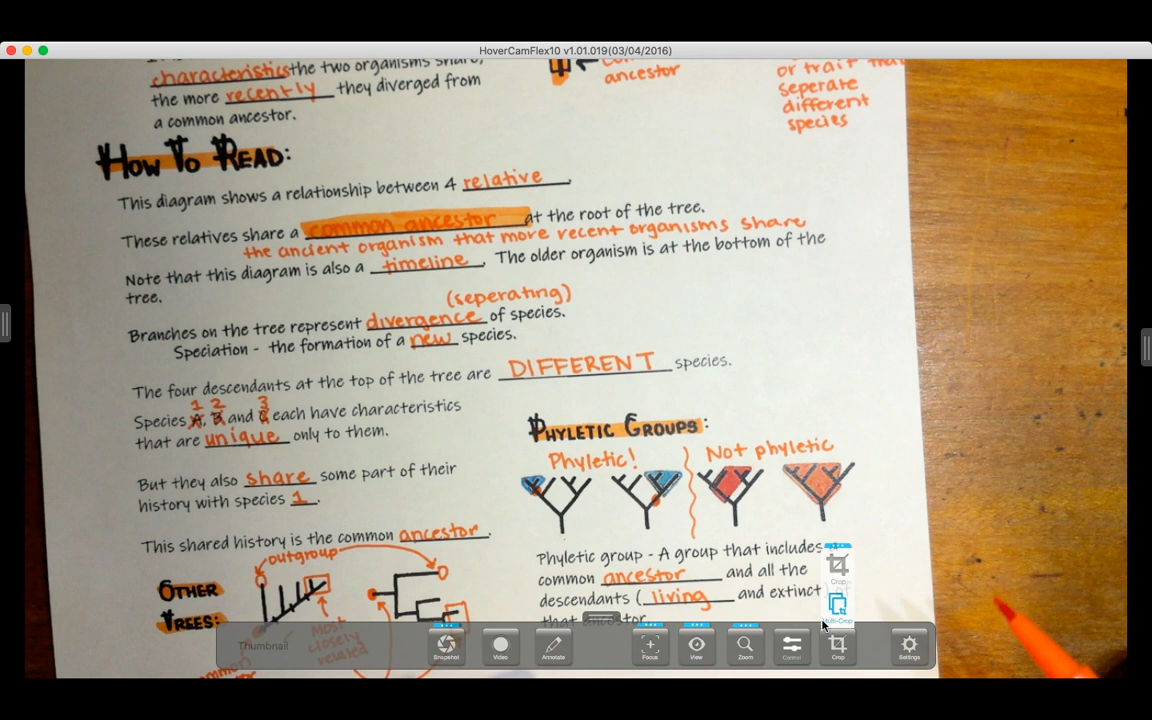 HoverCamFlex10 v1.01.019(03/04/2016)
characteristics the two organisms share,
the more recently they diverged from
a common ancestor.
ancestor
or trait that
seperate
different
species
HOW TO READ:
This diagram shows a relationship between 4 relative.
These relatives share a common ancestor at the root of the tree.
the ancient organism that more recent organisms share
Note that this diagram is also a timeline. The older organism is at the bottom of the
tree.
(seperating)
Branches on the tree represent divergence of species.
Speciation - the formation of a new species.
The four descendants at the top of the tree are DIFFERENT species.
1 2 3
Species A, B and C each have characteristics
that are unique only to them.
But they also share some part of their
history with species 1.
This shared history is the common ancestor.
PHYLETIC GROUPS:
Phyletic! Not phyletic
Phyletic group - A group that includes
common ancestor and all the
descendants (living and extinct)
that ancestor
OTHER
TREES:
outgroup
Most
closely
related
Thumbnail
Snapshot
Video
Annotate
Focus
View
Zoom
Control
Crop
Settings
Crop
Multi-Crop